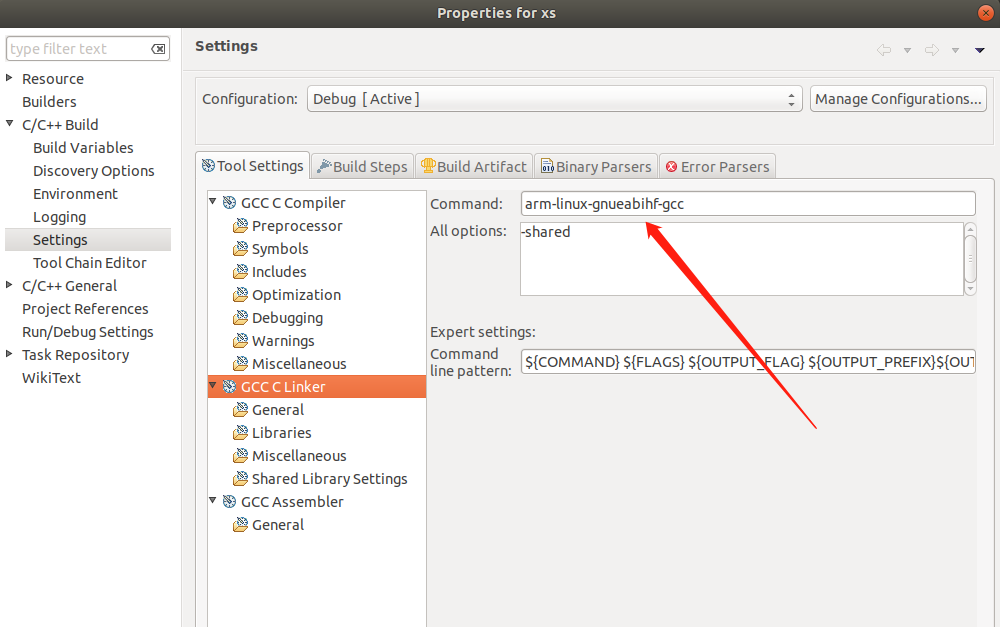 Properties for xs
type filter text
Resource
Builders
C/C++ Build
Build Variables
Discovery Options
Environment
Logging
Settings
Tool Chain Editor
C/C++ General
Project References
Run/Debug Settings
Task Repository
WikiText
Settings
Configuration: Debug [ Active ] Manage Configurations...
Tool Settings Build Steps Build Artifact Binary Parsers Error Parsers
GCC C Compiler
Preprocessor
Symbols
Includes
Optimization
Debugging
Warnings
Miscellaneous
GCC C Linker
General
Libraries
Miscellaneous
Shared Library Settings
GCC Assembler
General
Command: arm-linux-gnueabihf-gcc
All options: -shared
Expert settings:
Command
line pattern: ${COMMAND} ${FLAGS} ${OUTPUT_FLAG} ${OUTPUT_PREFIX}${OUT